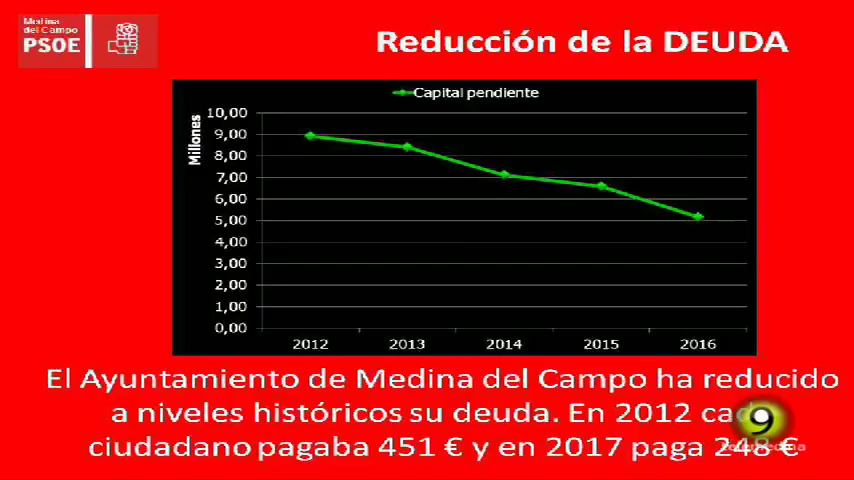 Medina
del Campo
PSOE
Reducción de la DEUDA
Capital pendiente
Millones
10,00
9,00
8,00
7,00
6,00
5,00
4,00
3,00
2,00
1,00
0,00
2012 2013 2014 2015 2016
El Ayuntamiento de Medina del Campo ha reducido
a niveles históricos su deuda. En 2012
ciudadano pagaba 451 € y en 2017 paga 248 €
9